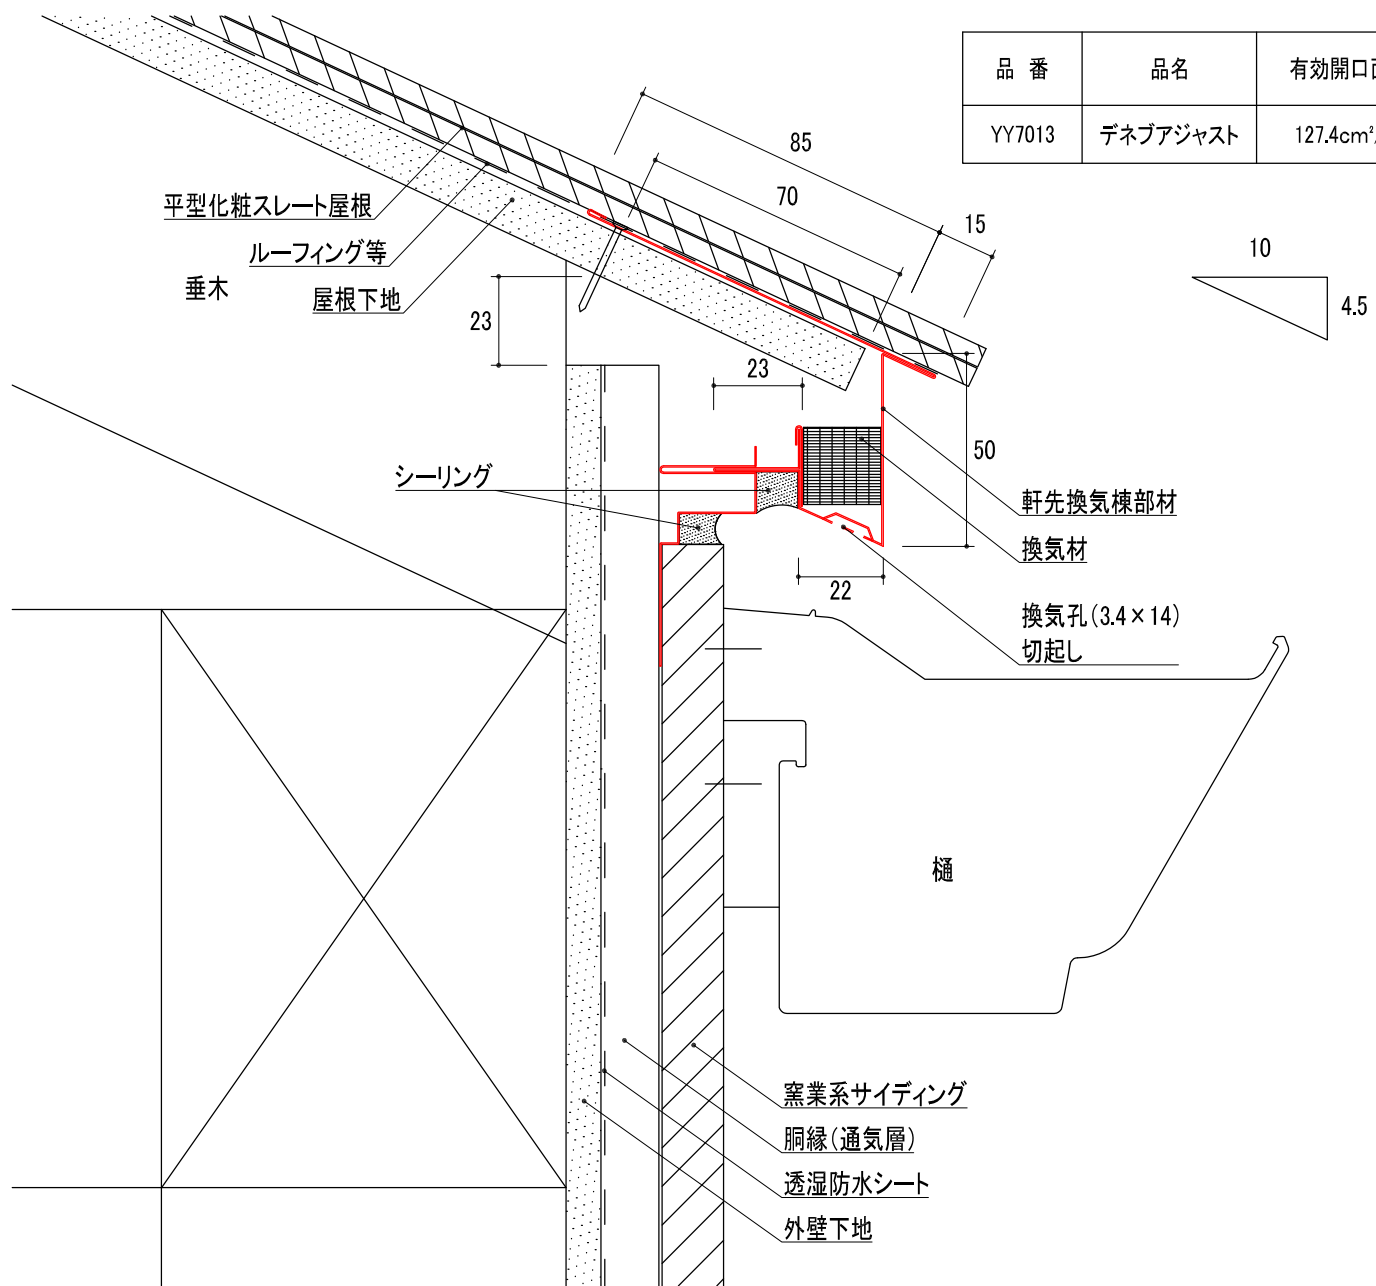 品 番 品名 有効開口面
YY7013 デネブアジャスト 127.4cm²/
85
70
15
10
4.5
平型化粧スレート屋根
ルーフィング等
垂木
屋根下地
23
23
50
シーリング
軒先換気棟部材
換気材
22
換気孔(3.4×14)
切起し
樋
窯業系サイディング
胴縁(通気層)
透湿防水シート
外壁下地